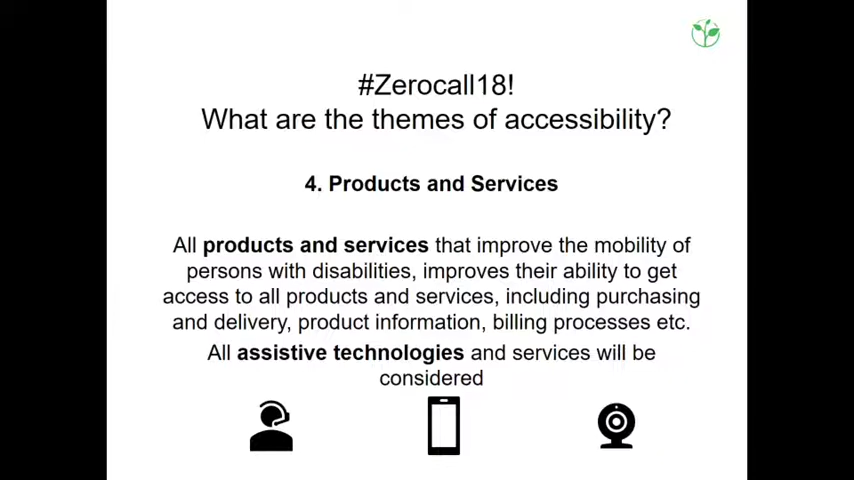 #Zerocall18!
What are the themes of accessibility?
4. Products and Services
All products and services that improve the mobility of
persons with disabilities, improves their ability to get
access to all products and services, including purchasing
and delivery, product information, billing processes etc.
All assistive technologies and services will be
considered